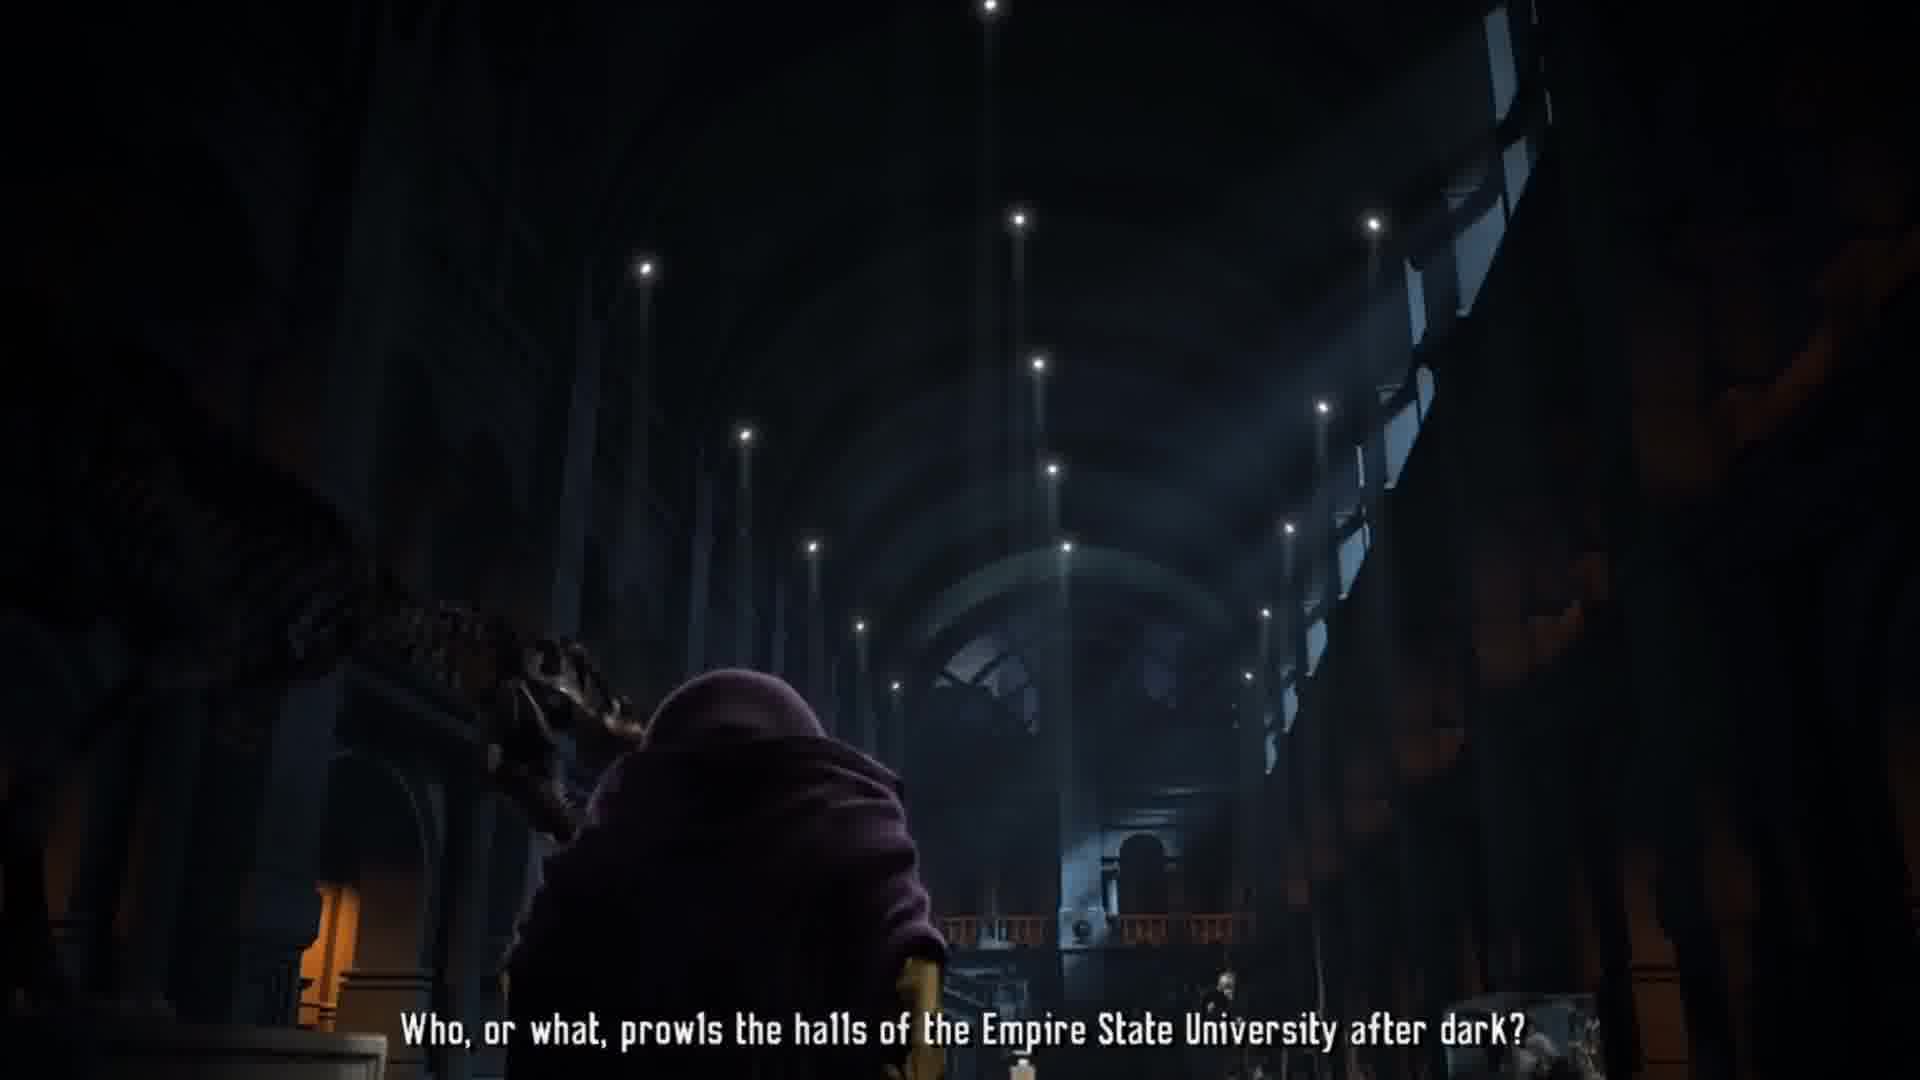 Who, or what, prowls the halls of the Empire State University after dark?